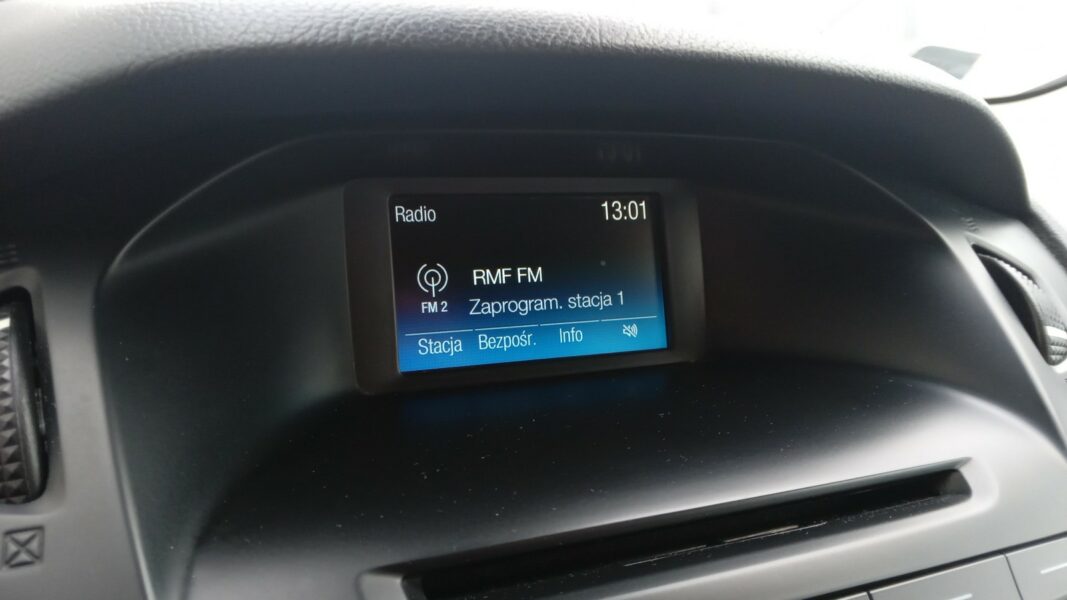 Radio 13:01
RMF FM
FM 2 Zaprogram. stacja 1
Stacja Bezpośr. Info